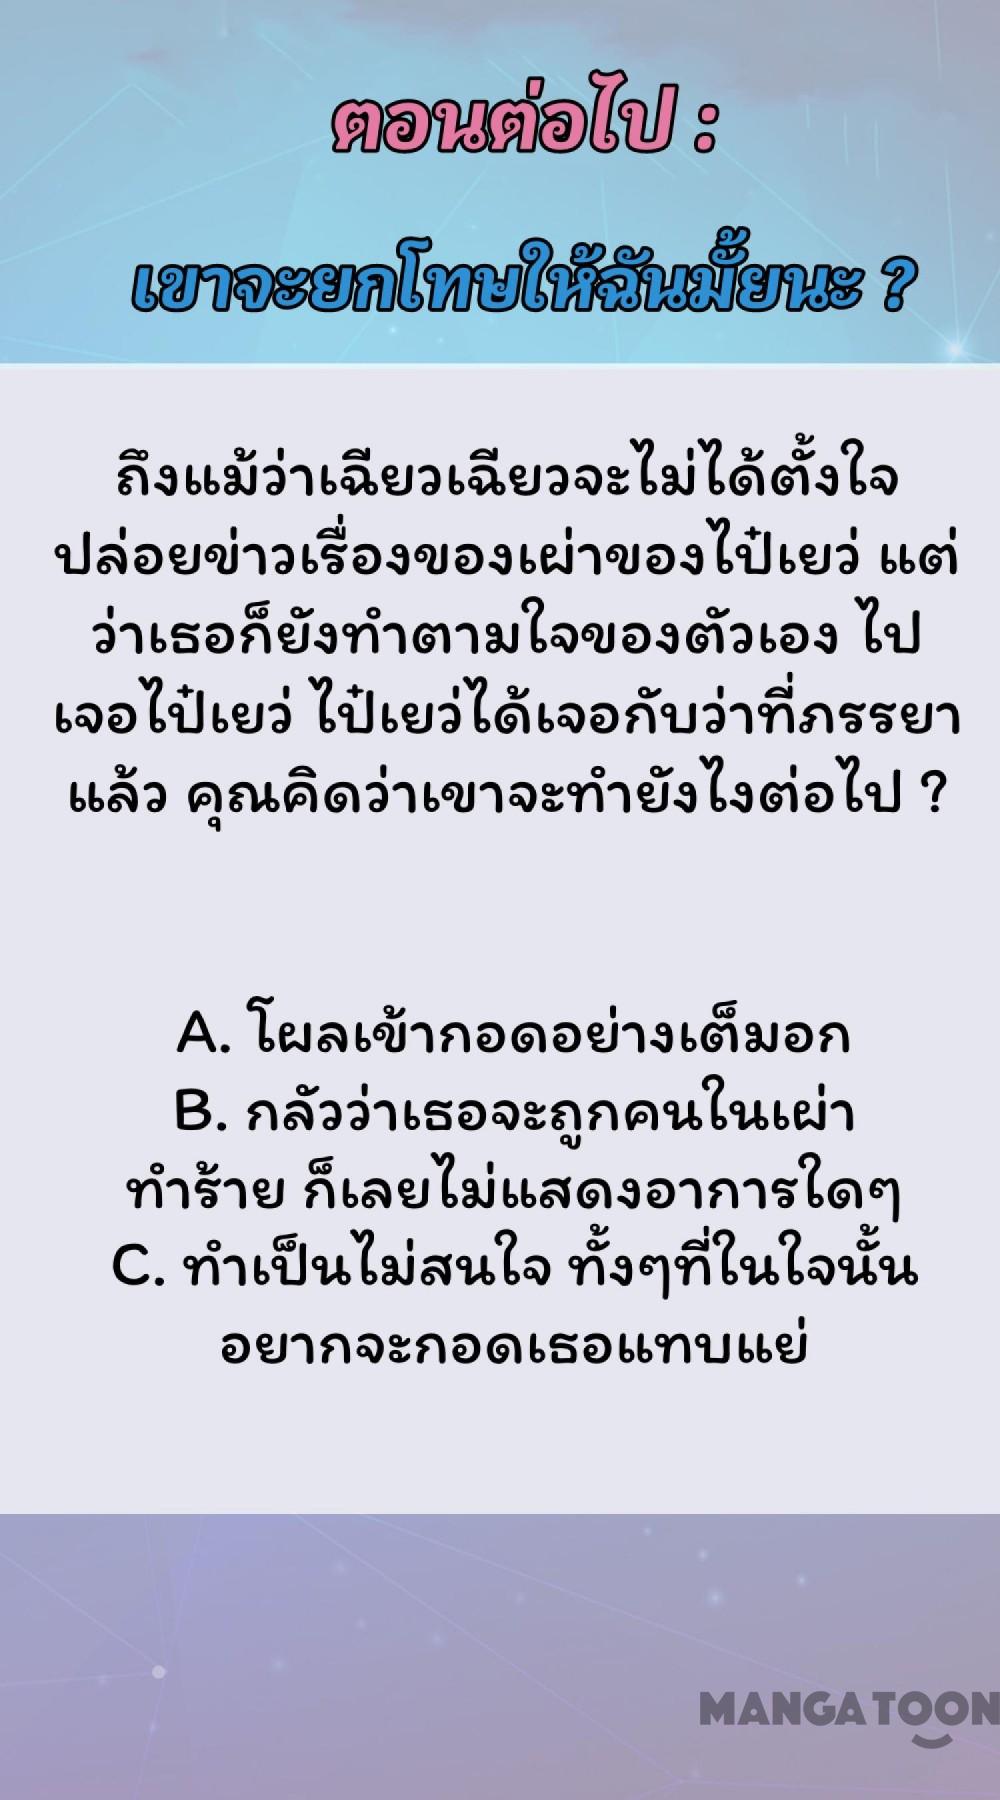 ตอนต่อไป :
เขาจะยกโทษให้ฉันมั้ยนะ ?
ถึงแม้ว่าเฉียวเฉียวจะไม่ได้ตั้งใจ
ปล่อยข่าวเรื่องของเผ่าของไป๋เยว่ แต่
ว่าเธอก็ยังทำตามใจของตัวเอง ไป
เจอไป๋เยว่ ไป๋เยว่ได้เจอกับว่าที่ภรรยา
แล้ว คุณคิดว่าเขาจะทำยังไงต่อไป ?
A. โผลเข้ากอดอย่างเต็มอก
B. กลัวว่าเธอจะถูกคนในเผ่า
ทำร้าย ก็เลยไม่แสดงอาการใดๆ
C. ทำเป็นไม่สนใจ ทั้งๆที่ในใจนั้น
อยากจะกอดเธอแทบแย่
MANGATOON